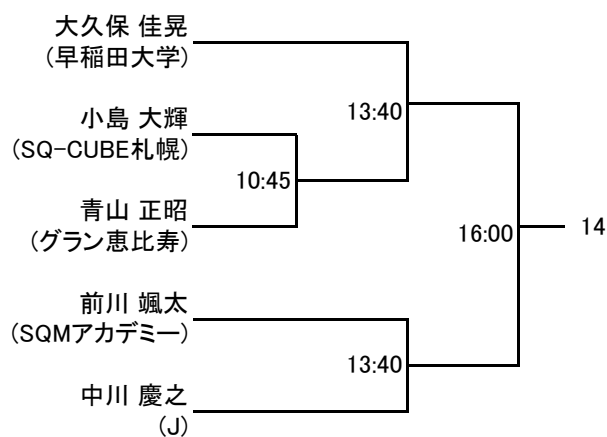 大久保 佳晃
(早稲田大学)
13:40
小島 大輝
(SQ-CUBE札幌)
10:45
青山 正昭
(グラン恵比寿)
16:00
14
前川 颯太
(SQMアカデミー)
13:40
中川 慶之
(J)